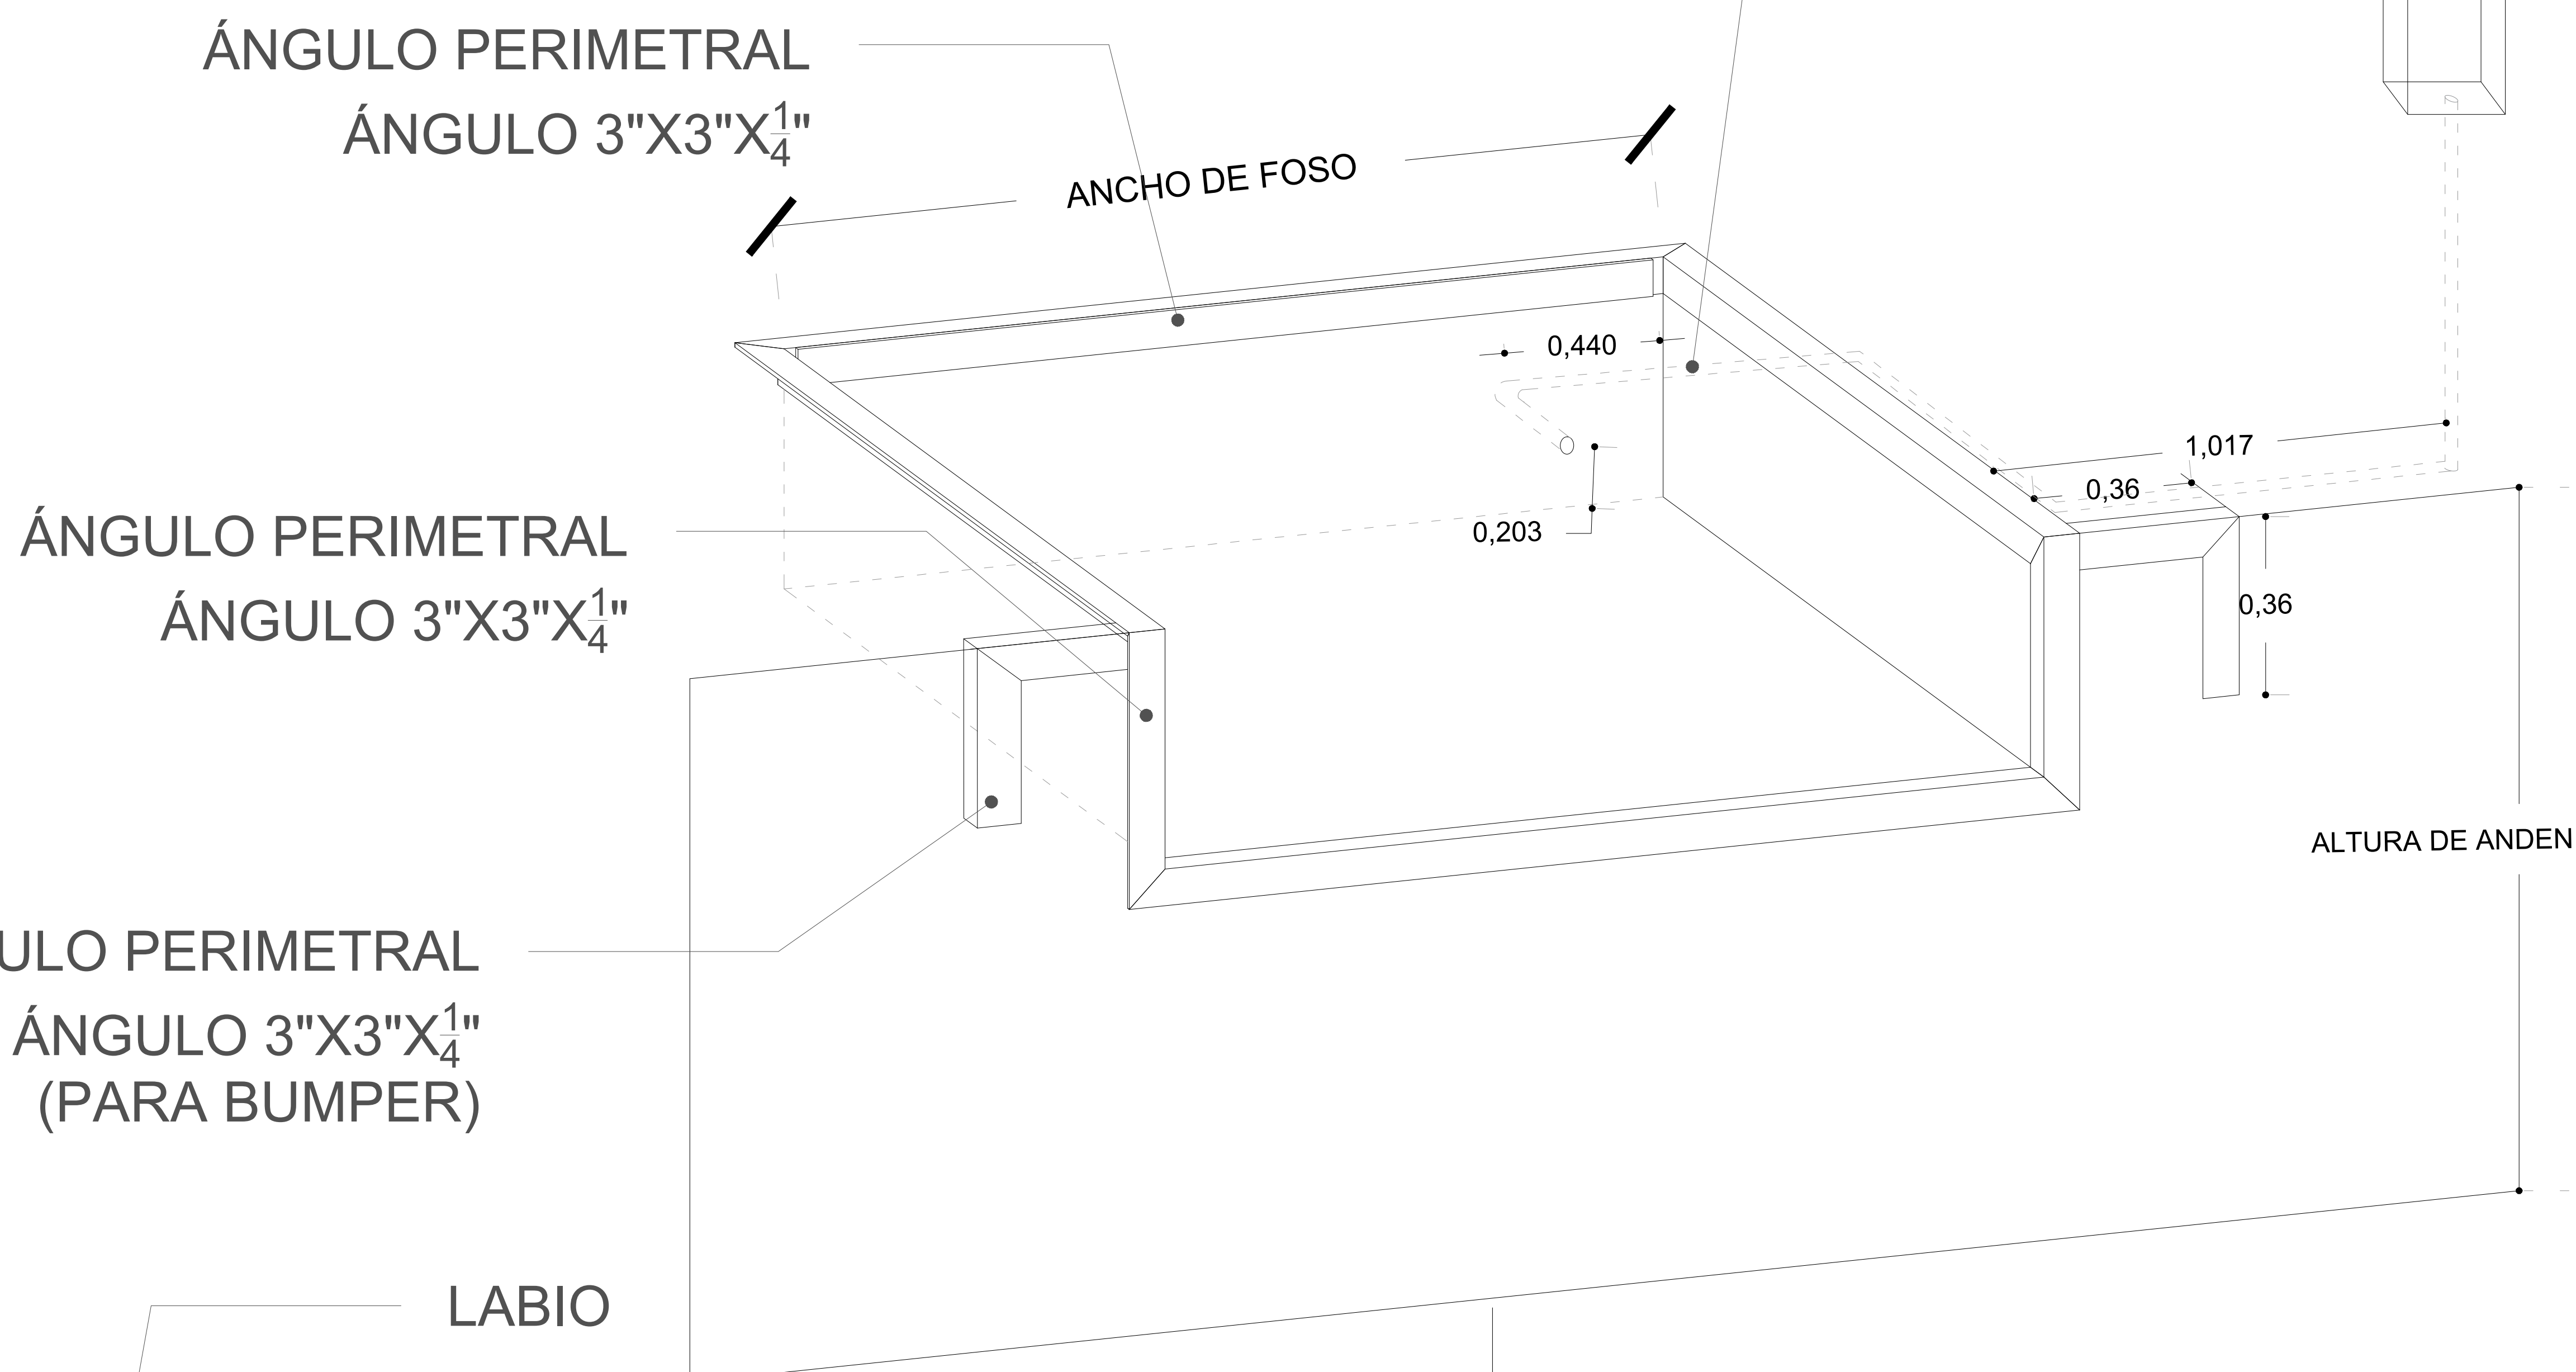 ÁNGULO PERIMETRAL
ÁNGULO 3"X3"X1/4"
ANCHO DE FOSO
0,440
1,017
0,36
0,203
ÁNGULO PERIMETRAL
ÁNGULO 3"X3"X1/4"
0,36
ALTURA DE ANDEN
ULO PERIMETRAL
ÁNGULO 3"X3"X1/4"
(PARA BUMPER)
LABIO